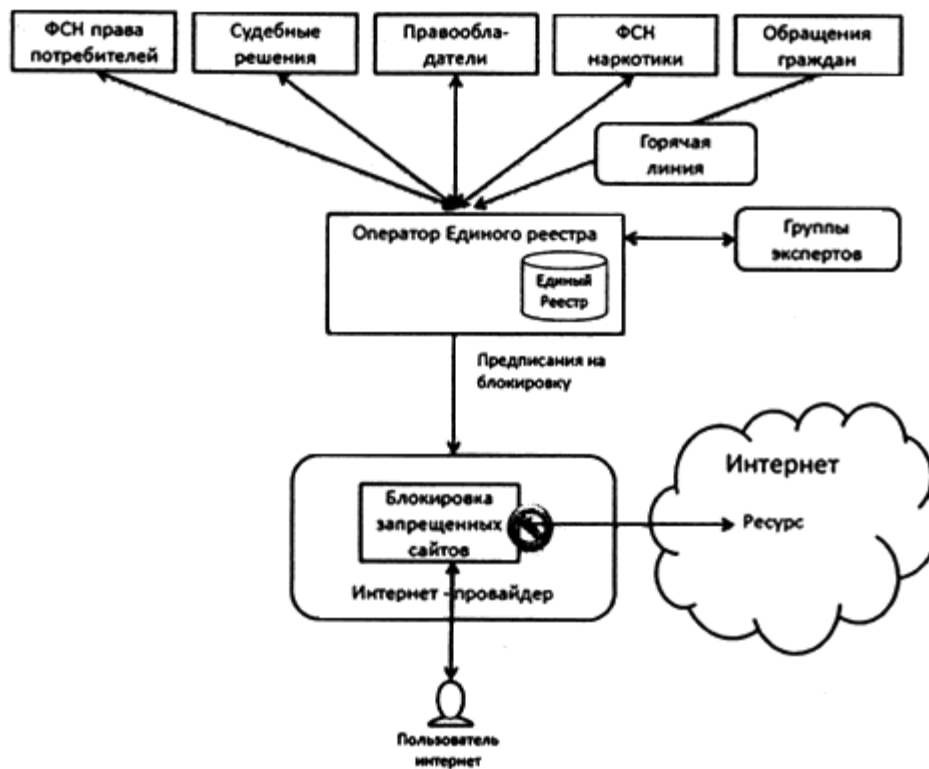 ФСН права
потребителей
Судебные
решения
Правообла-
датели
ФСН
наркотики
Обращения
граждан
Горячая
линия
Оператор Единого реестра
Единый
Реестр
Группы
экспертов
Предписания на
блокировку
Интернет
Ресурс
Блокировка
запрещенных
сайтов
Интернет - провайдер
Пользователь
интернет